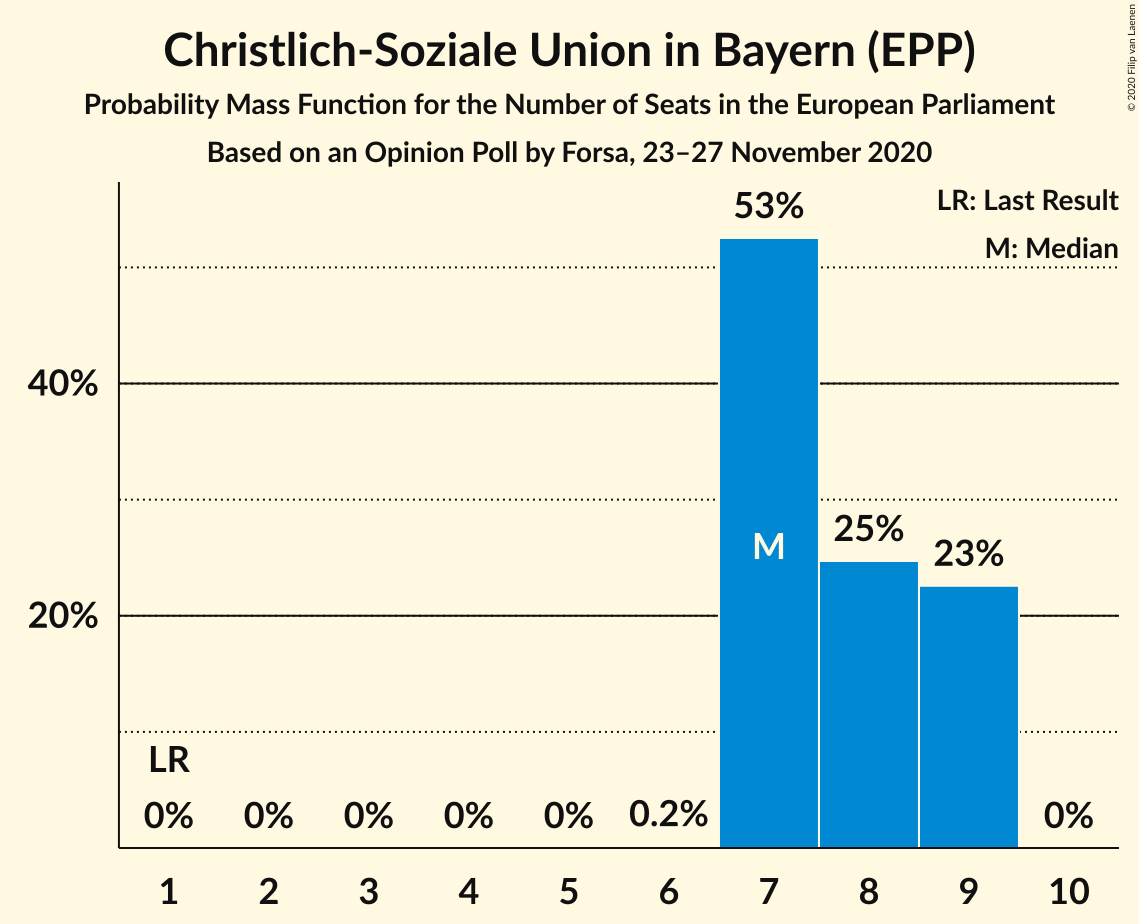 Christlich-Soziale Union in Bayern (EPP)
Probability Mass Function for the Number of Seats in the European Parliament
Based on an Opinion Poll by Forsa, 23–27 November 2020
© 2020 Filip van Laenen
LR: Last Result
M: Median
53%
40%
M
25%
23%
20%
LR
0%
0%
0%
0%
0%
0.2%
0%
1
2
3
4
5
6
7
8
9
10